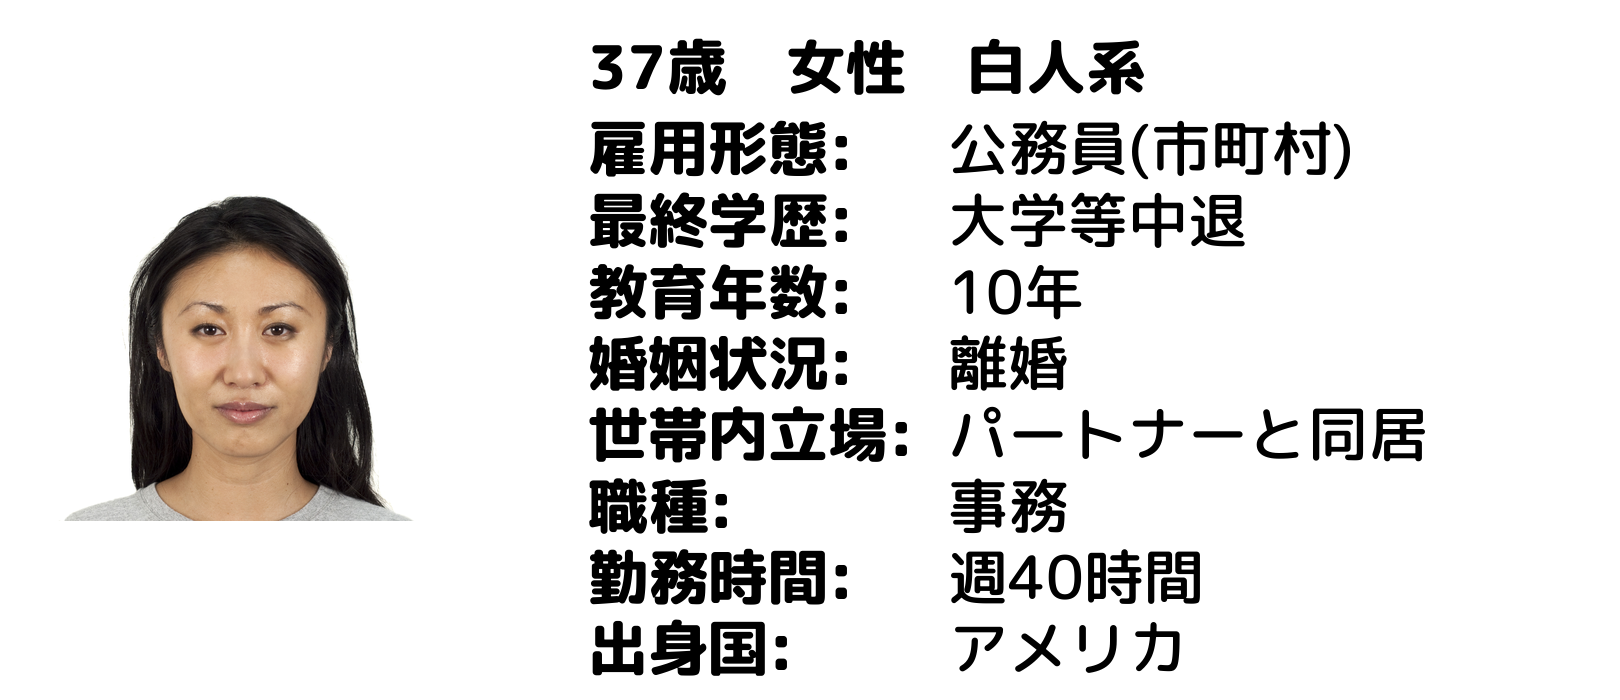 37歳　女性　白人系
雇用形態:　公務員(市町村)
最終学歴:　大学等中退
教育年数:　10年
婚姻状況:　離婚
世帯内立場:　パートナーと同居
職種:　事務
勤務時間:　週40時間
出身国:　アメリカ